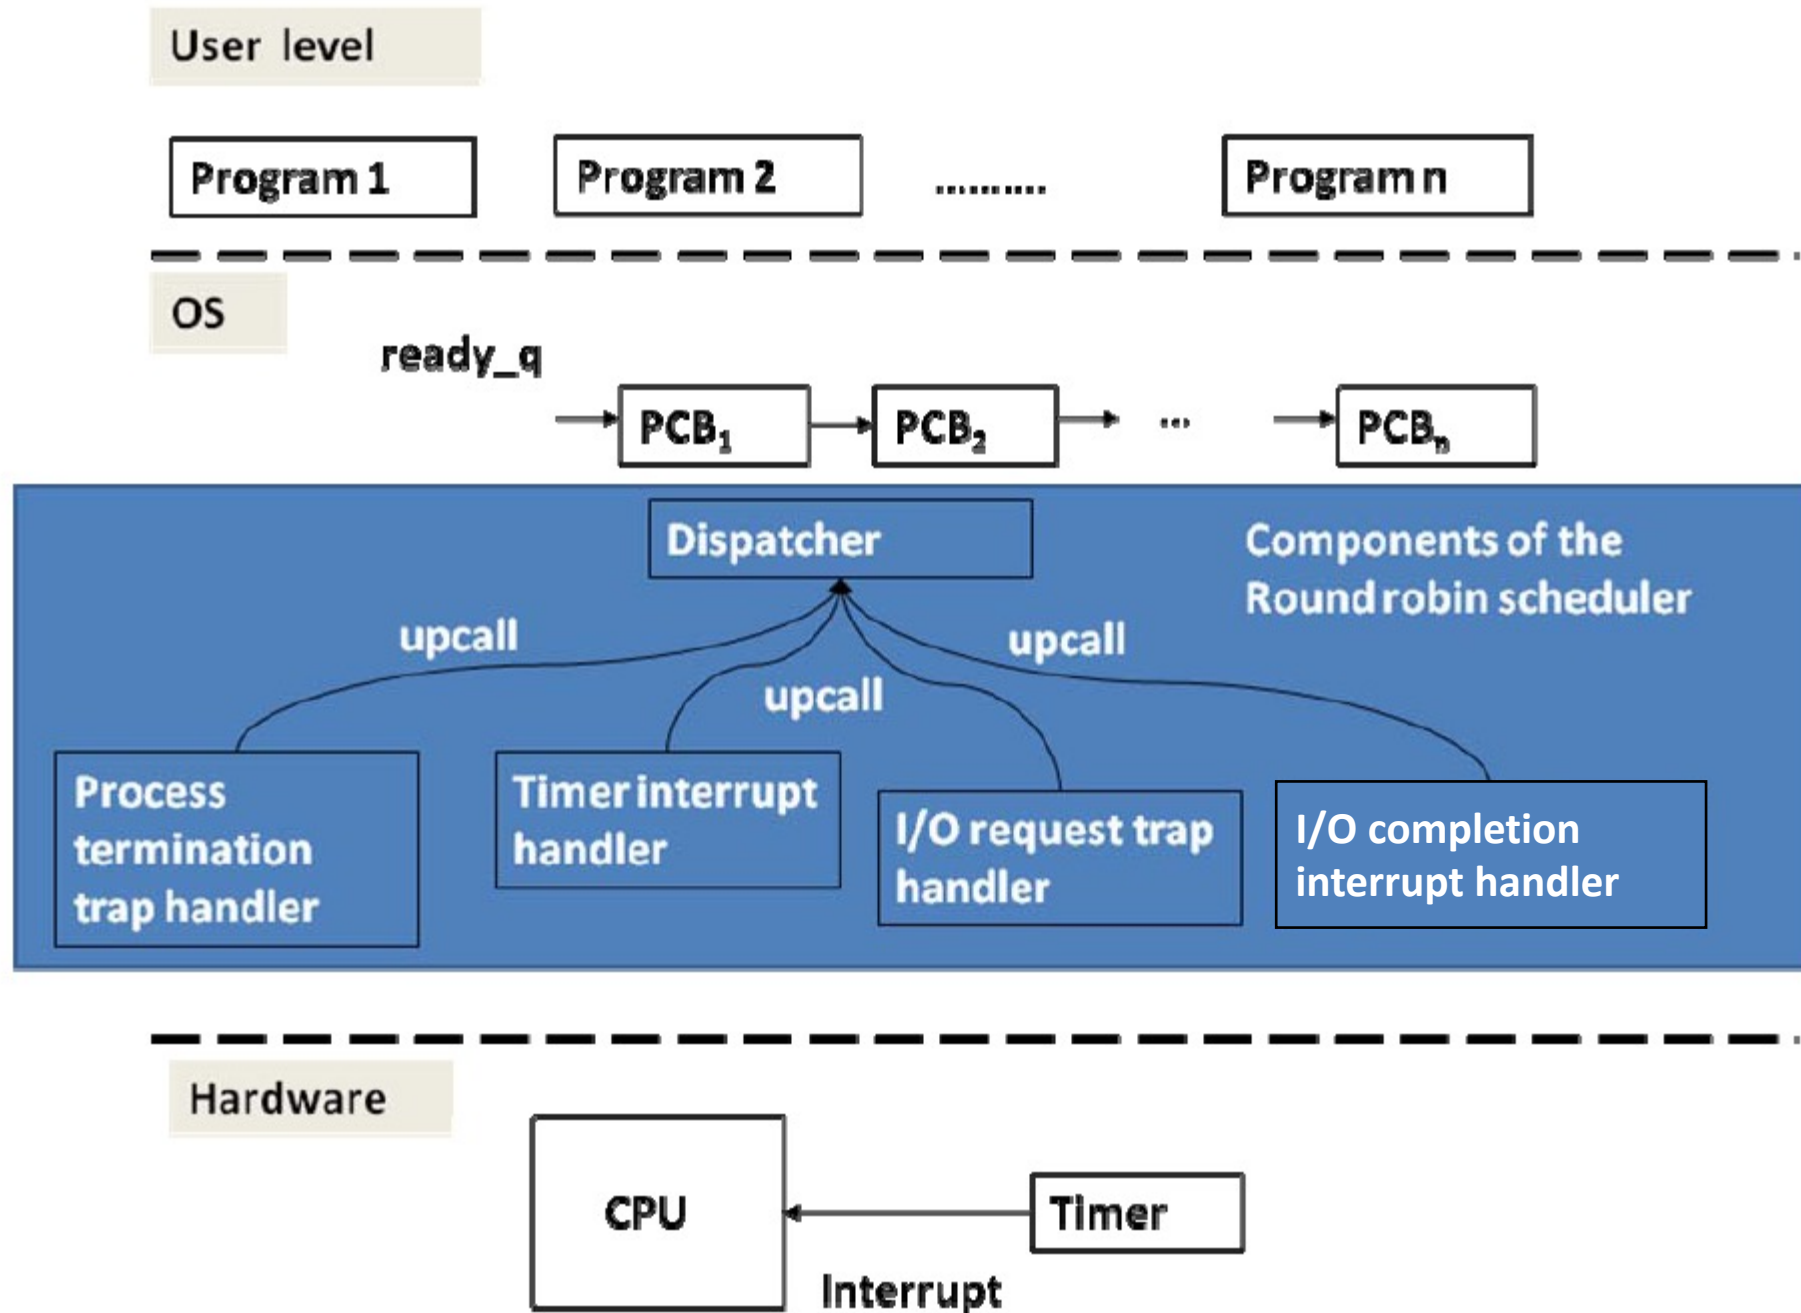 User level
Program 1
Program 2
..........
Program n
OS
ready_q
PCB₁
PCB₂
...
PCBₙ
Dispatcher
Components of the
Round robin scheduler
upcall
upcall
upcall
Process
termination
trap handler
Timer interrupt
handler
I/O request trap
handler
I/O completion
interrupt handler
Hardware
CPU
Timer
Interrupt